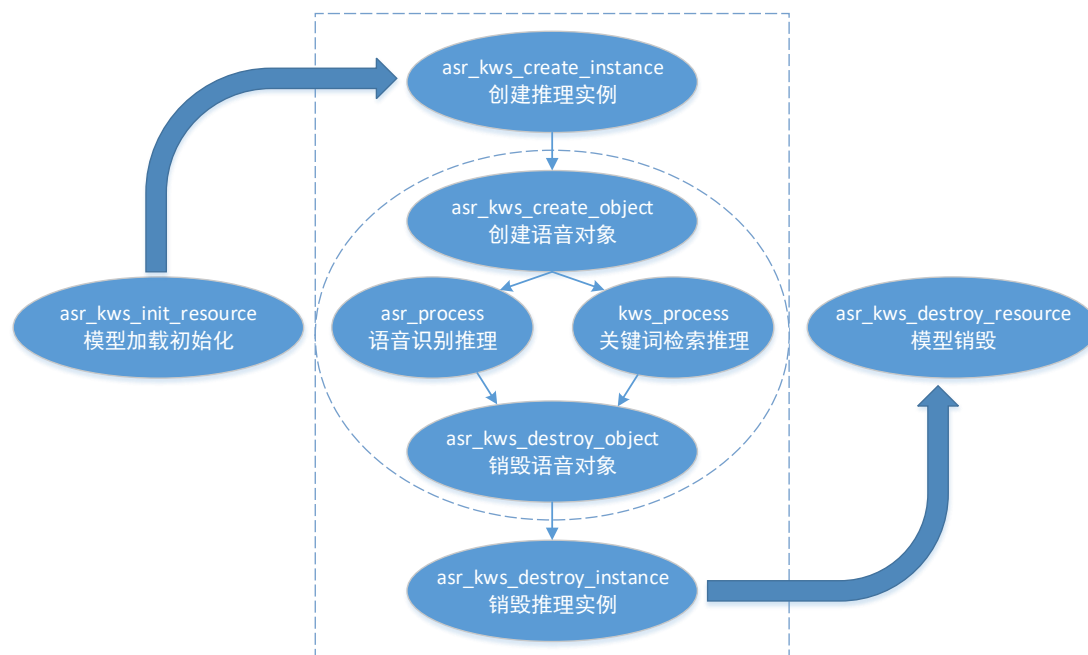 asr_kws_create_instance
创建推理实例
asr_kws_create_object
创建语音对象
asr_kws_init_resource
模型加载初始化
asr_process
语音识别推理
kws_process
关键词检索推理
asr_kws_destroy_resource
模型销毁
asr_kws_destroy_object
销毁语音对象
asr_kws_destroy_instance
销毁推理实例